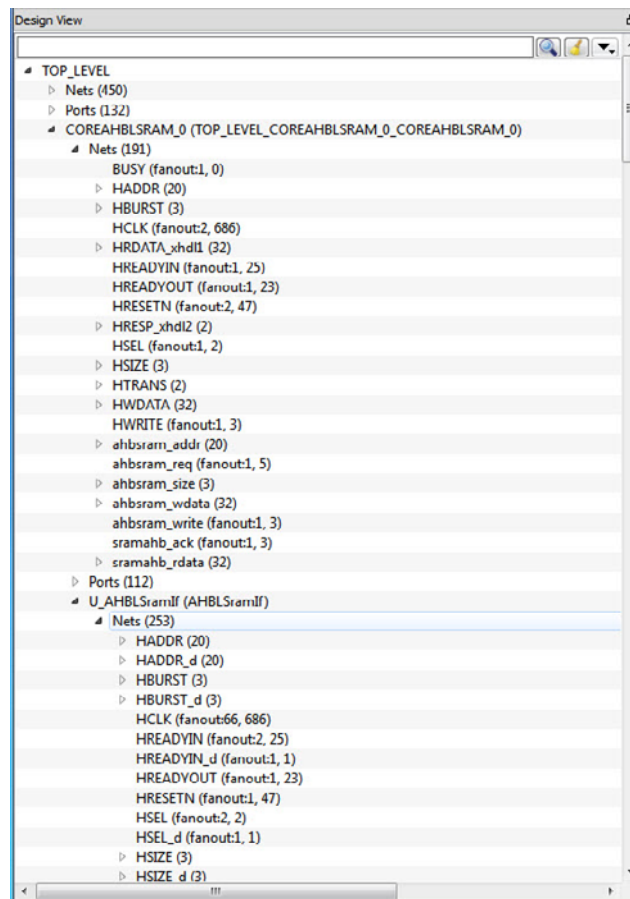 Design View
TOP_LEVEL
Nets (450)
Ports (132)
COREAHBLSRAM_0 (TOP_LEVEL_COREAHBLSRAM_0_COREAHBLSRAM_0)
Nets (191)
BUSY (fanout:1, 0)
HADDR (20)
HBURST (3)
HCLK (fanout:2, 686)
HRDATA_xhdl1 (32)
HREADYIN (fanout:1, 25)
HREADYOUT (fanout:1, 23)
HRESETN (fanout:2, 47)
HRESP_xhdl2 (2)
HSEL (fanout:1, 2)
HSIZE (3)
HTRANS (2)
HWDATA (32)
HWRITE (fanout:1, 3)
ahbsram_addr (20)
ahbsram_req (fanout:1, 5)
ahbsram_size (3)
ahbsram_wdata (32)
ahbsram_write (fanout:1, 3)
sramahb_ack (fanout:1, 3)
sramahb_rdata (32)
Ports (112)
U_AHBLSramIf (AHBLSramIf)
Nets (253)
HADDR (20)
HADDR_d (20)
HBURST (3)
HBURST_d (3)
HCLK (fanout:66, 686)
HREADYIN (fanout:2, 25)
HREADYIN_d (fanout:1, 1)
HREADYOUT (fanout:1, 23)
HRESETN (fanout:1, 47)
HSEL (fanout:2, 2)
HSEL_d (fanout:1, 1)
HSIZE (3)
HSIZE_d (3)